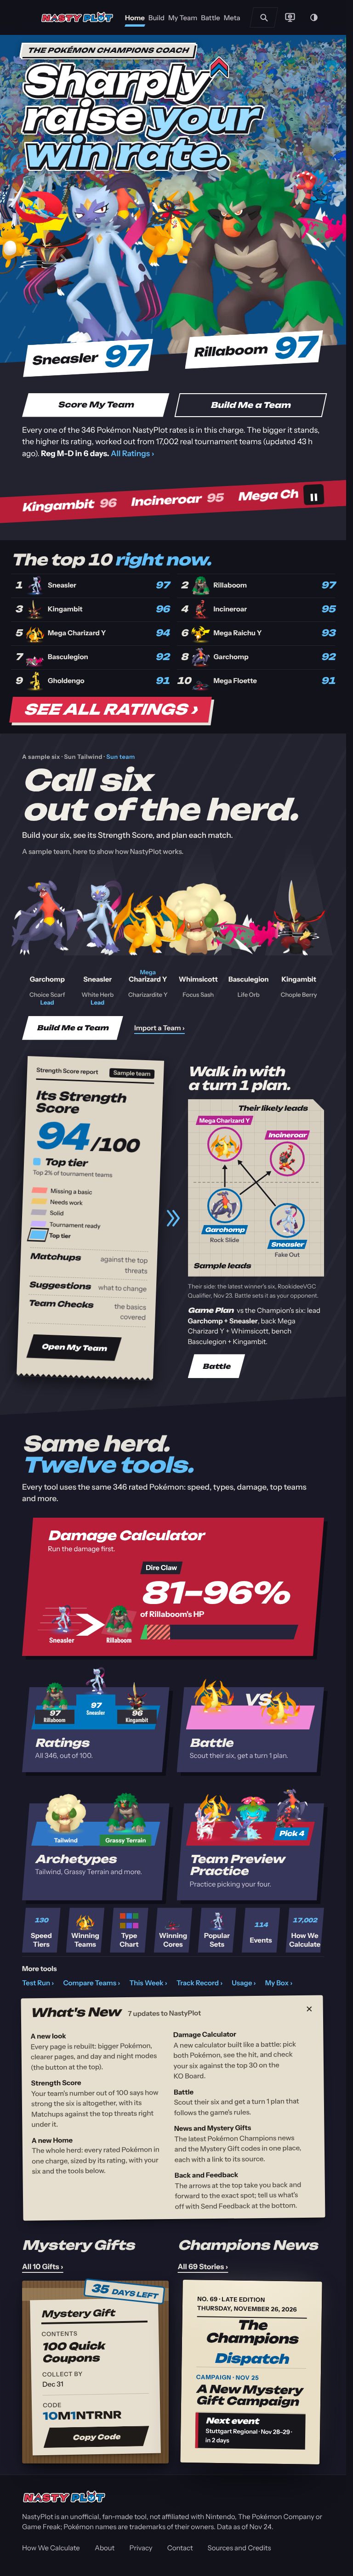 NASTY PLOT
Home Build My Team Battle Meta
THE POKÉMON CHAMPIONS COACH
Sharply
raise your
win rate.
Sneasler 97
Rillaboom 97
Score My Team
Build Me a Team
Every one of the 346 Pokémon NastyPlot rates is in this charge. The bigger it stands,
the higher its rating, worked out from 17,002 real tournament teams (updated 43 h
ago). Reg M-D in 6 days. All Ratings ›
Kingambit 96 Incineroar 95 Mega Ch
The top 10 right now.
1 Sneasler 97
2 Rillaboom 97
3 Kingambit 96
4 Incineroar 95
5 Mega Charizard Y 94
6 Mega Raichu Y 93
7 Basculegion 92
8 Garchomp 92
9 Gholdengo 91
10 Mega Floette 91
SEE ALL RATINGS ›
A sample six · Sun Tailwind · Sun team
Call six
out of the herd.
Build your six, see its Strength Score, and plan each match.
A sample team, here to show how NastyPlot works.
Garchomp
Choice Scarf
Lead
Sneasler
White Herb
Lead
Mega
Charizard Y
Charizardite Y
Whimsicott
Focus Sash
Basculegion
Life Orb
Kingambit
Chople Berry
Build Me a Team
Import a Team ›
Strength Score report Sample team
Its Strength
Score
94/100
Top tier
Top 2% of tournament teams
Missing a basic
Needs work
Solid
Tournament ready
Top tier
Matchups against the top
threats
Suggestions what to change
Team Checks the basics
covered
Open My Team
Walk in with
a turn 1 plan.
Their likely leads
Mega Charizard Y
Incineroar
Garchomp
Rock Slide
Sneasler
Fake Out
Sample leads
Their side: the latest winner's six, RooksdeeVGC ·
Qualifier, Nov 23. Battle sets it as your opponent.
Game Plan vs the Champion's six: lead
Garchomp + Sneasler, back Mega
Charizard Y + Whimsicott, bench
Basculegion + Kingambit.
Battle
Same herd.
Twelve tools.
Every tool uses the same 346 rated Pokémon: speed, types, damage, top teams
and more.
Damage Calculator
Run the damage first.
Dire Claw
81–96%
of Rillaboom's HP
Sneasler
Rillaboom
97
Rillaboom
97
Sneasler
96
Kingambit
Ratings
All 346, out of 100.
VS
Battle
Scout their six, get a turn 1 plan.
Tailwind
Grassy Terrain
Archetypes
Tailwind, Grassy Terrain and more.
Pick 4
Team Preview
Practice
Practice picking your four.
130
Speed
Tiers
Winning
Teams
Type
Chart
Winning
Cores
Popular
Sets
114
Events
17,002
How We
Calculate
More tools
Test Run › Compare Teams › This Week › Track Record › Usage › My Box ›
What's New 7 updates to NastyPlot
A new look
Every page is rebuilt: bigger Pokémon,
clearer pages, and day and night modes
(the button at the top).
Strength Score
Your team's number out of 100 says how
strong the six is altogether, with its
Matchups against the top threats right
under it.
A new Home
The whole herd: every rated Pokémon in
one charge, sized by its rating, with your
six and the tools below.
Damage Calculator
A new calculator built like a battle: pick
both Pokémon, see the hit, and check
your six against the top 30 on the
KO Board.
Battle
Scout their six and get a turn 1 plan that
follows the game's rules.
News and Mystery Gifts
The latest Pokémon Champions news
and the Mystery Gift codes in one place,
each with a link to its source.
Back and Feedback
The arrows at the top take you back and
forward to the exact spot; tell us what's
off with Send Feedback at the bottom.
Mystery Gifts
All 10 Gifts ›
35 DAYS LEFT
Mystery Gift
CONTENTS
100 Quick
Coupons
COLLECT BY
Dec 31
CODE
10M1NTRNR
Copy Code
Champions News
All 69 Stories ›
NO. 69 · LATE EDITION
THURSDAY, NOVEMBER 26, 2026
The
Champions
Dispatch
CAMPAIGN · NOV 25
A New Mystery
Gift Campaign
Next event
Stuttgart Regional · Nov 28–29 ·
in 2 days
NASTY PLOT
NastyPlot is an unofficial, fan-made tool, not affiliated with Nintendo, The Pokémon Company or
Game Freak; Pokémon names are trademarks of their owners. Data as of Nov 24.
How We Calculate About Privacy Contact Sources and Credits